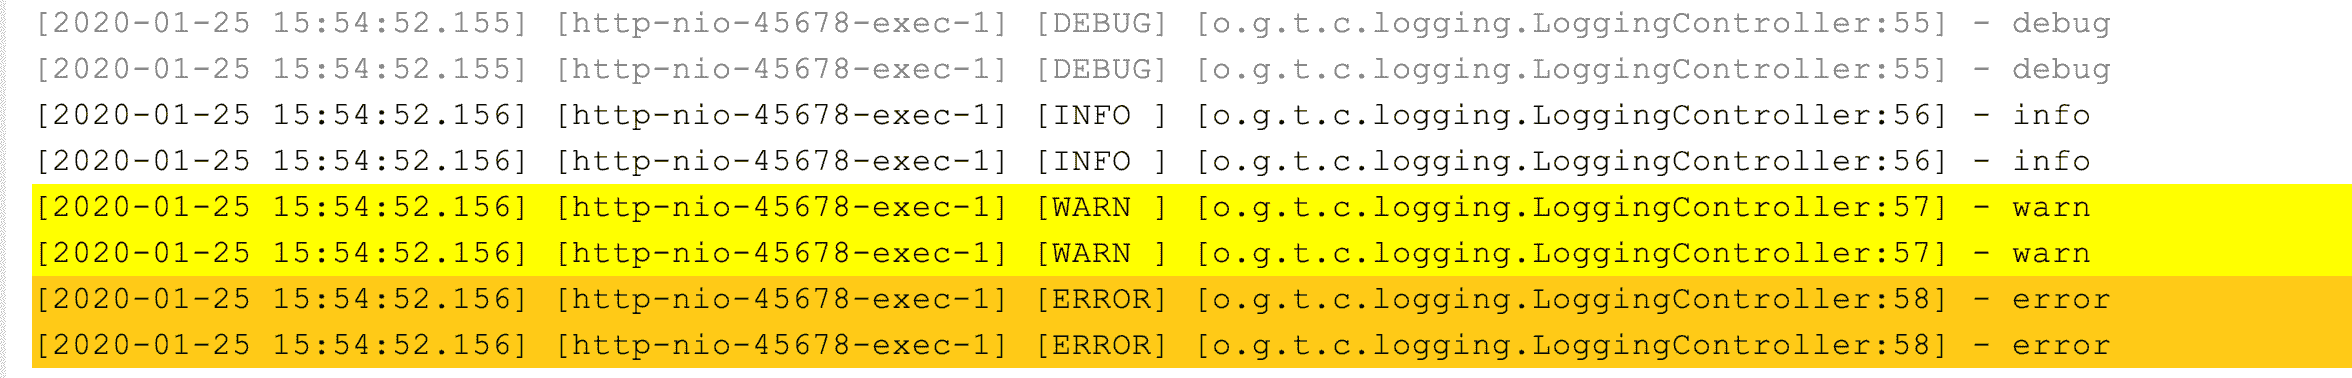 [2020-01-25 15:54:52.155] [http-nio-45678-exec-1] [DEBUG] [o.g.t.c.logging.LoggingController:55] - debug
[2020-01-25 15:54:52.155] [http-nio-45678-exec-1] [DEBUG] [o.g.t.c.logging.LoggingController:55] - debug
[2020-01-25 15:54:52.156] [http-nio-45678-exec-1] [INFO ] [o.g.t.c.logging.LoggingController:56] - info
[2020-01-25 15:54:52.156] [http-nio-45678-exec-1] [INFO ] [o.g.t.c.logging.LoggingController:56] - info
[2020-01-25 15:54:52.156] [http-nio-45678-exec-1] [WARN ] [o.g.t.c.logging.LoggingController:57] - warn
[2020-01-25 15:54:52.156] [http-nio-45678-exec-1] [WARN ] [o.g.t.c.logging.LoggingController:57] - warn
[2020-01-25 15:54:52.156] [http-nio-45678-exec-1] [ERROR] [o.g.t.c.logging.LoggingController:58] - error
[2020-01-25 15:54:52.156] [http-nio-45678-exec-1] [ERROR] [o.g.t.c.logging.LoggingController:58] - error